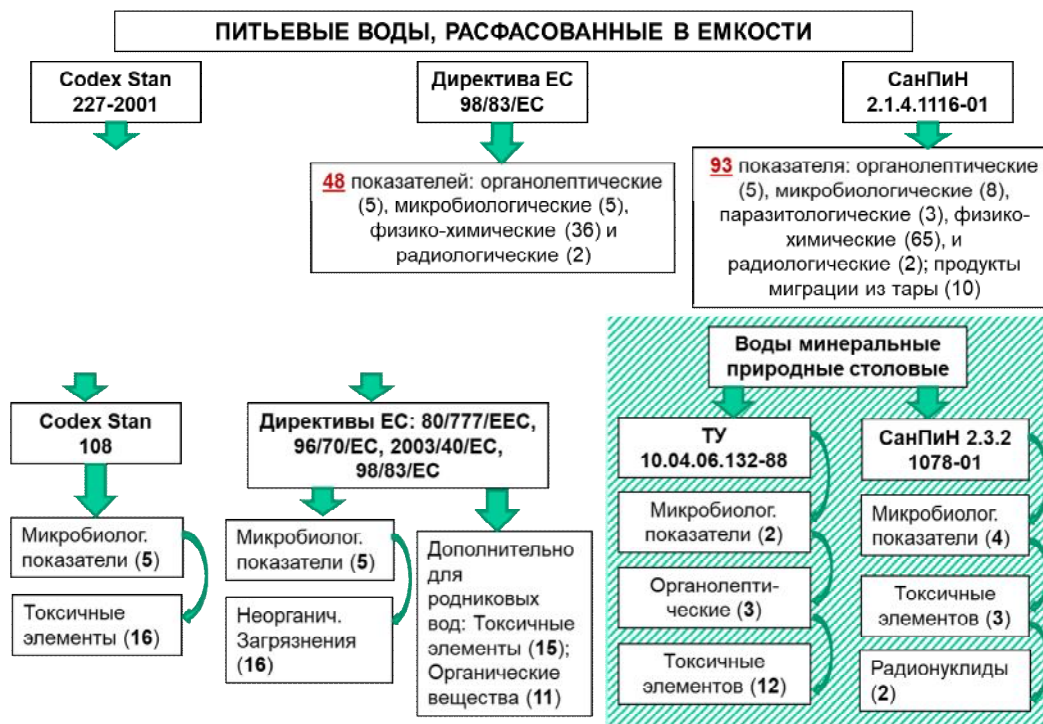 ПИТЬЕВЫЕ ВОДЫ, РАСФАСОВАННЫЕ В ЕМКОСТИ
Codex Stan
227-2001
Директива ЕС
98/83/ЕС
СанПиН
2.1.4.1116-01
48 показателей: органолептические
(5), микробиологические (5),
физико-химические (36) и
радиологические (2)
93 показателя: органолептические
(5), микробиологические (8),
паразитологические (3), физико-
химические (65), и
радиологические (2); продукты
миграции из тары (10)
Воды минеральные
природные столовые
Codex Stan
108
Директивы ЕС: 80/777/ЕЕС,
96/70/ЕС, 2003/40/ЕС,
98/83/ЕС
ТУ
10.04.06.132-88
СанПиН 2.3.2
1078-01
Микробиолог.
показатели (5)
Токсичные
элементы (16)
Микробиолог.
показатели (5)
Неорганич.
Загрязнения
(16)
Дополнительно
для
родниковых
вод: Токсичные
элементы (15);
Органические
вещества (11)
Микробиолог.
показатели (2)
Органолепти-
ческие (3)
Токсичные
элементов (12)
Микробиолог.
показатели (4)
Токсичные
элементов (3)
Радионуклиды
(2)